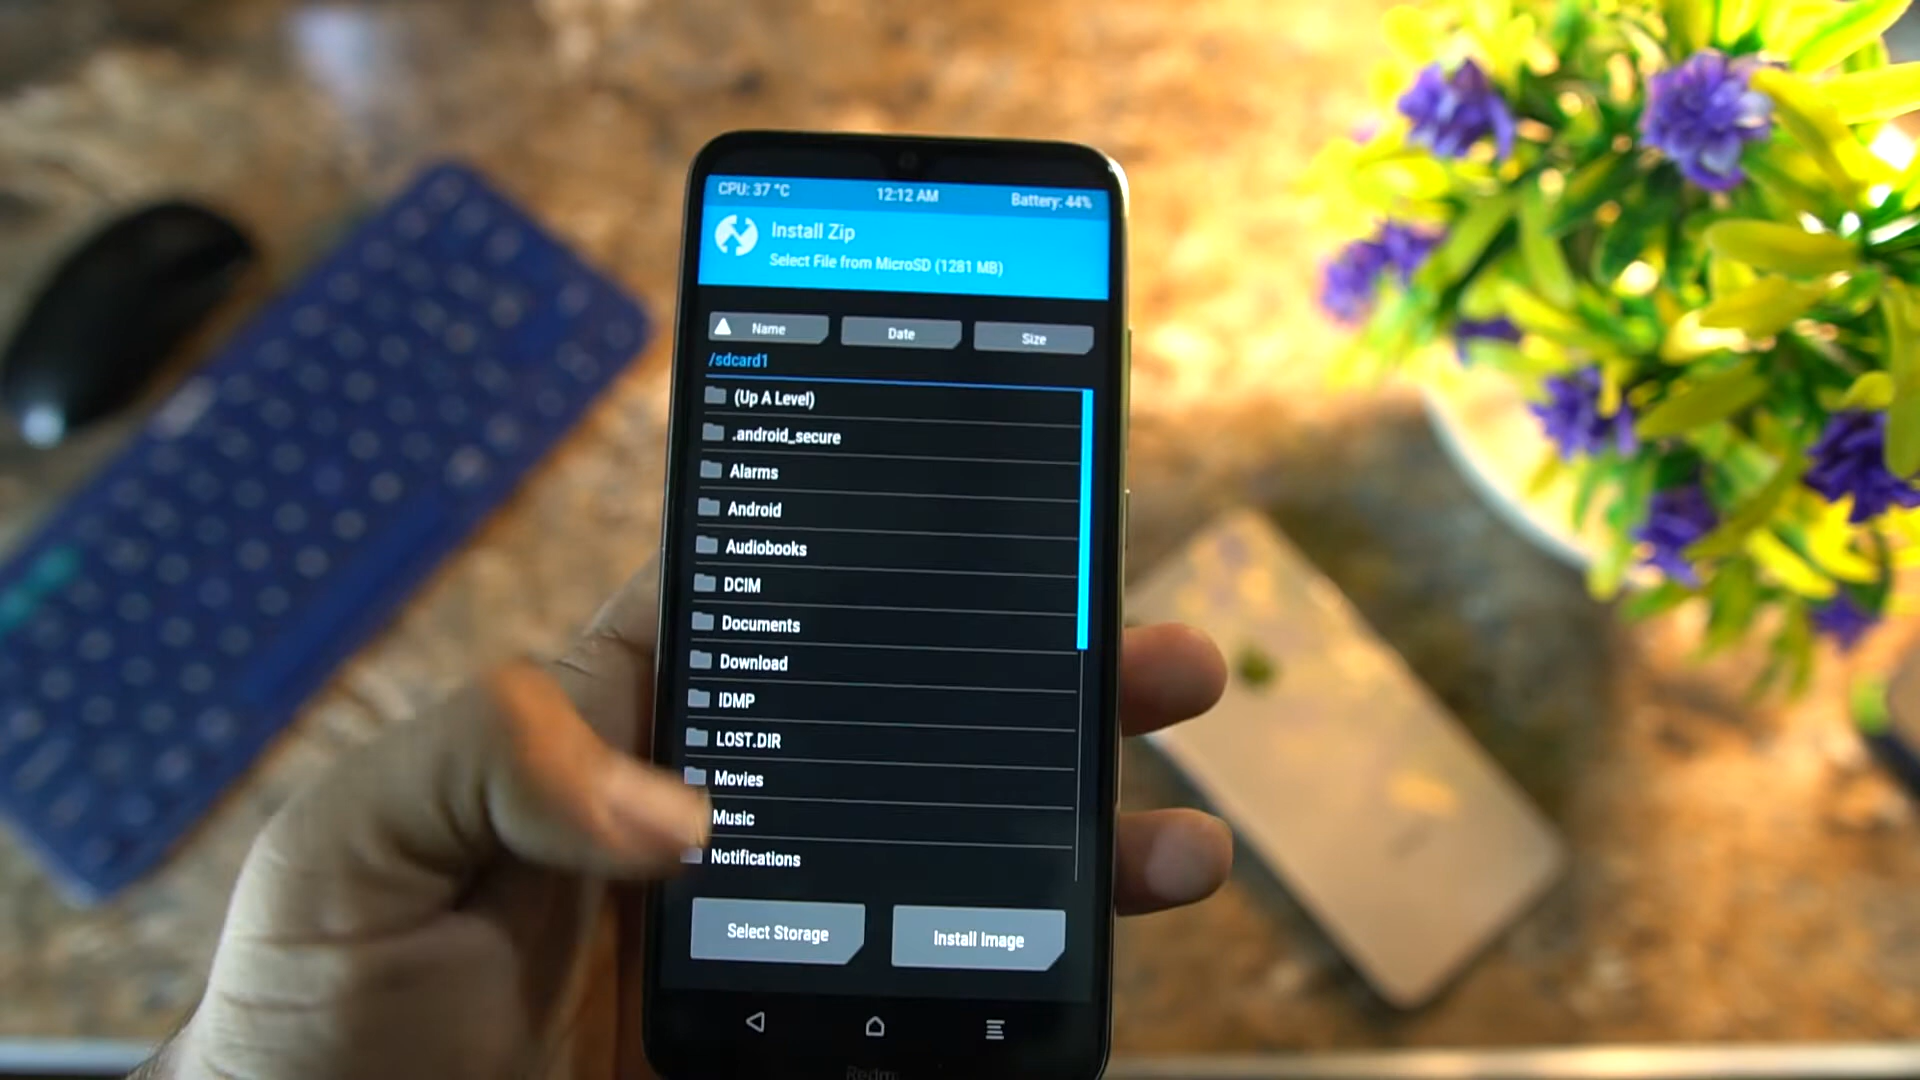 CPU: 37 °C 12:12 AM Battery: 44%
Install Zip
Select File from MicroSD (1281 MB)
Name Date Size
/sdcard1
(Up A Level)
.android_secure
Alarms
Android
Audiobooks
DCIM
Documents
Download
IDMP
LOST.DIR
Movies
Music
Notifications
Select Storage Install Image
Redmi